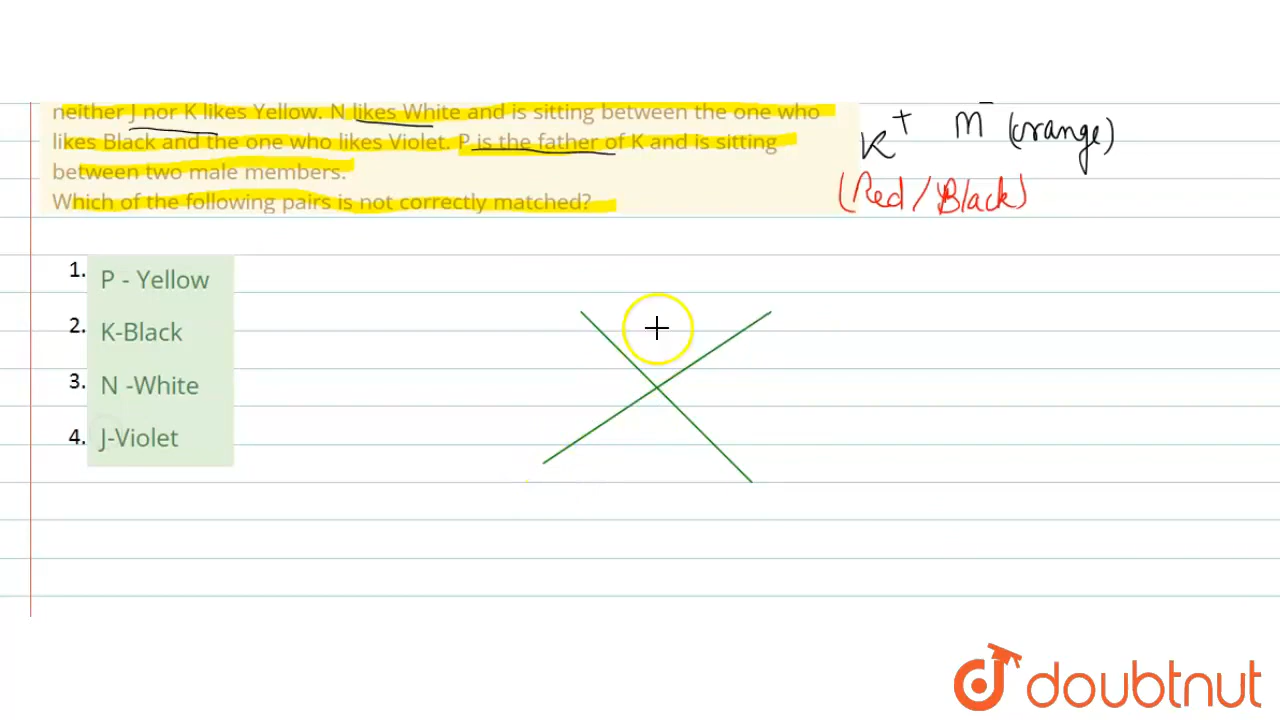 neither J nor K likes Yellow. N likes White and is sitting between the one who
likes Black and the one who likes Violet. P is the father of K and is sitting
between two male members.
Which of the following pairs is not correctly matched?
K+ M- (orange)
(Red/Black)
1. P - Yellow
2. K-Black
3. N -White
4. J-Violet
doubtnut